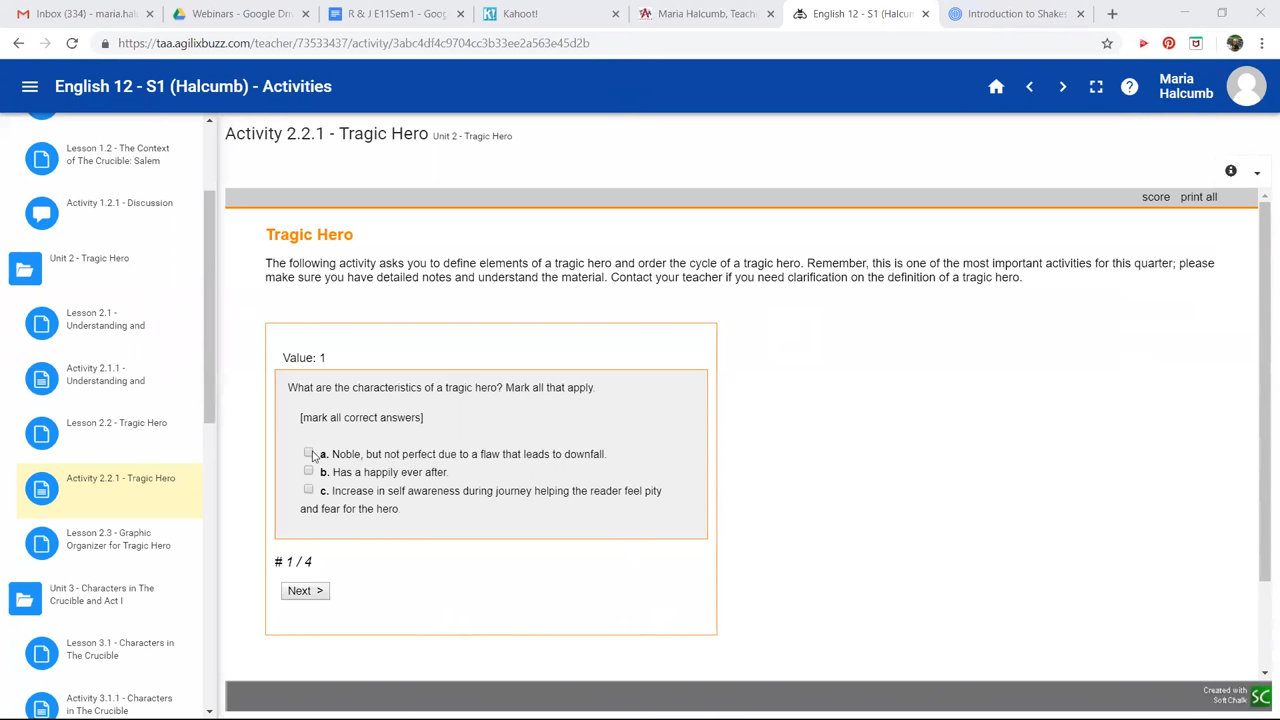 Inbox (334) - maria.hal
Webinars - Google Dri
R & J E11Sem1 - Goog
Kahoot!
Maria Halcumb, Teache
English 12 - S1 (Halcum
Introduction to Shakes
https://taa.agilixbuzz.com/teacher/73533437/activity/3abc4df4c9704cc3b33ee2a563e45d2b
English 12 - S1 (Halcumb) - Activities
Maria
Halcumb
Lesson 1.2 - The Context
of The Crucible: Salem
Activity 1.2.1 - Discussion
Unit 2 - Tragic Hero
Lesson 2.1 -
Understanding and
Activity 2.1.1 -
Understanding and
Lesson 2.2 - Tragic Hero
Activity 2.2.1 - Tragic Hero
Lesson 2.3 - Graphic
Organizer for Tragic Hero
Unit 3 - Characters in The
Crucible and Act I
Lesson 3.1 - Characters in
The Crucible
Activity 3.1.1 - Characters
in The Crucible
Activity 2.2.1 - Tragic Hero Unit 2 - Tragic Hero
score print all
Tragic Hero
The following activity asks you to define elements of a tragic hero and order the cycle of a tragic hero. Remember, this is one of the most important activities for this quarter; please
make sure you have detailed notes and understand the material. Contact your teacher if you need clarification on the definition of a tragic hero.
Value: 1
What are the characteristics of a tragic hero? Mark all that apply.
[mark all correct answers]
a. Noble, but not perfect due to a flaw that leads to downfall.
b. Has a happily ever after.
c. Increase in self awareness during journey helping the reader feel pity
and fear for the hero.
# 1 / 4
Next >
Created with
SoftChalk
SC